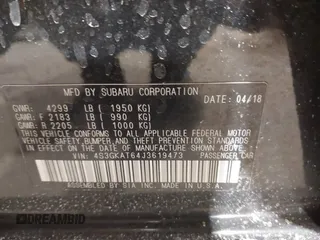 MFD BY SUBARU CORPORATION
DATE: 04/18
GVWR: 4299 LB ( 1950 KG)
GAWR: F 2183 LB ( 990 KG)
GAWR: R 2205 LB ( 1000 KG)
THIS VEHICLE CONFORMS TO ALL APPLICABLE FEDERAL MOTOR
VEHICLE SAFETY, BUMPER, AND THEFT PREVENTION STANDARDS
IN EFFECT ON THE DATE OF MANUFACTURE SHOWN ABOVE.
VIN: 4S3GKAT64J3619473 PASSENGER CAR
ASSEMBLED BY SIA MADE IN U.S.A.
DREAMBID